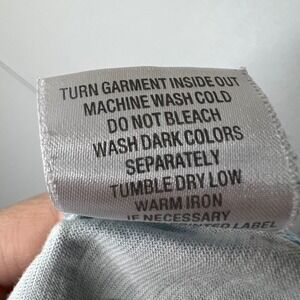 TURN GARMENT INSIDE OUT
MACHINE WASH COLD
DO NOT BLEACH
WASH DARK COLORS
SEPARATELY
TUMBLE DRY LOW
WARM IRON
IF NECESSARY
LABEL